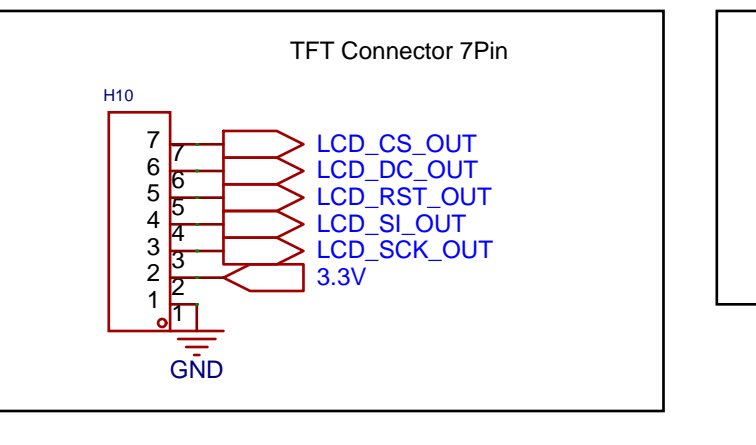 TFT Connector 7Pin
H10
7 7 LCD_CS_OUT
6 6 LCD_DC_OUT
5 5 LCD_RST_OUT
4 4 LCD_SI_OUT
3 3 LCD_SCK_OUT
2 2 3.3V
1 1
GND